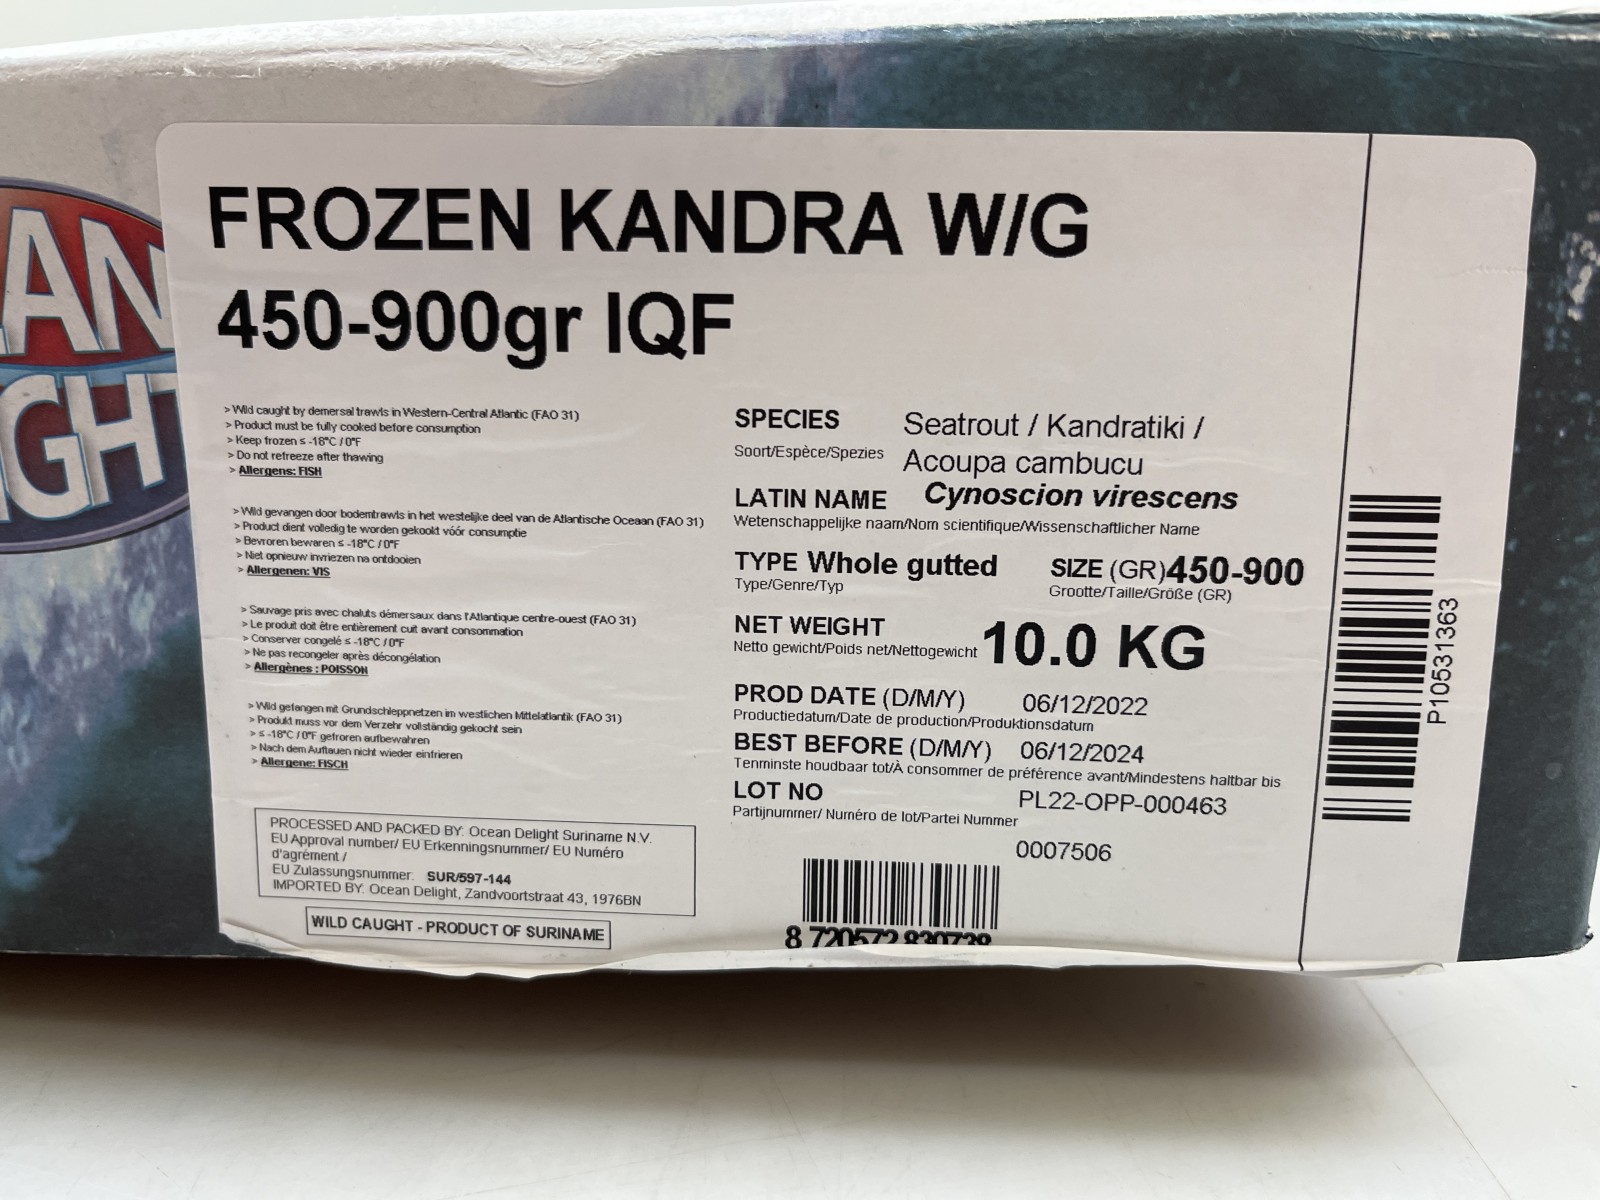 AN
GHT
FROZEN KANDRA W/G
450-900gr IQF
> Wild caught by demersal trawls in Western-Central Atlantic (FAO 31)
> Product must be fully cooked before consumption
> Keep frozen ≤ -18°C / 0°F
> Do not refreeze after thawing
> Allergens: FISH
> Wild gevangen door bodemtrawls in het westelijke deel van de Atlantische Oceaan (FAO 31)
> Product dient volledig te worden gekookt vóór consumptie
> Bevroren bewaren ≤ -18°C / 0°F
> Niet opnieuw invriezen na ontdooien
> Allergenen: VIS
> Sauvage pris avec chaluts démersaux dans l'Atlantique centre-ouest (FAO 31)
> Le produit doit être entièrement cuit avant consommation
> Conserver congelé ≤ -18°C / 0°F
> Ne pas recongeler après décongélation
> Allergènes : POISSON
> Wild gefangen mit Grundschleppnetzen im westlichen Mittelatlantik (FAO 31)
> Produkt muss vor dem Verzehr vollständig gekocht sein
> ≤ -18°C / 0°F gefroren aufbewahren
> Nach dem Auftauen nicht wieder einfrieren
> Allergene: FISCH
PROCESSED AND PACKED BY: Ocean Delight Suriname N.V.
EU Approval number/ EU Erkenningsnummer/ EU Numéro
d'agrément /
EU Zulassungsnummer: SUR/597-144
IMPORTED BY: Ocean Delight, Zandvoortstraat 43, 1976BN
WILD CAUGHT - PRODUCT OF SURINAME
SPECIES Seatrout / Kandratiki /
Soort/Espèce/Spezies Acoupa cambucu
LATIN NAME Cynoscion virescens
Wetenschappelijke naam/Nom scientifique/Wissenschaftlicher Name
TYPE Whole gutted SIZE (GR) 450-900
Type/Genre/Typ Grootte/Taille/Größe (GR)
NET WEIGHT 10.0 KG
Netto gewicht/Poids net/Nettogewicht
PROD DATE (D/M/Y) 06/12/2022
Productiedatum/Date de production/Produktionsdatum
BEST BEFORE (D/M/Y) 06/12/2024
Tenminste houdbaar tot/À consommer de préférence avant/Mindestens haltbar bis
LOT NO PL22-OPP-000463
Partijnummer/ Numéro de lot/Partei Nummer
0007506
8 720572 830738
P10531363